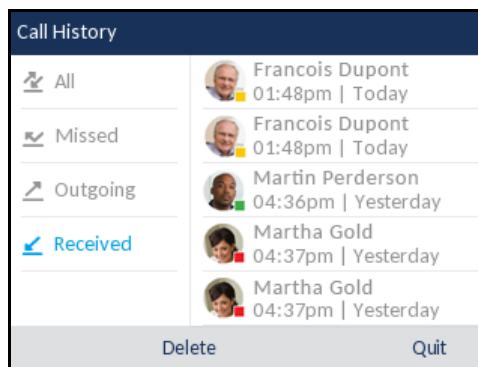 Call History
All
Missed
Outgoing
Received
Francois Dupont
01:48pm | Today
Francois Dupont
01:48pm | Today
Martin Perderson
04:36pm | Yesterday
Martha Gold
04:37pm | Yesterday
Martha Gold
04:37pm | Yesterday
Delete
Quit